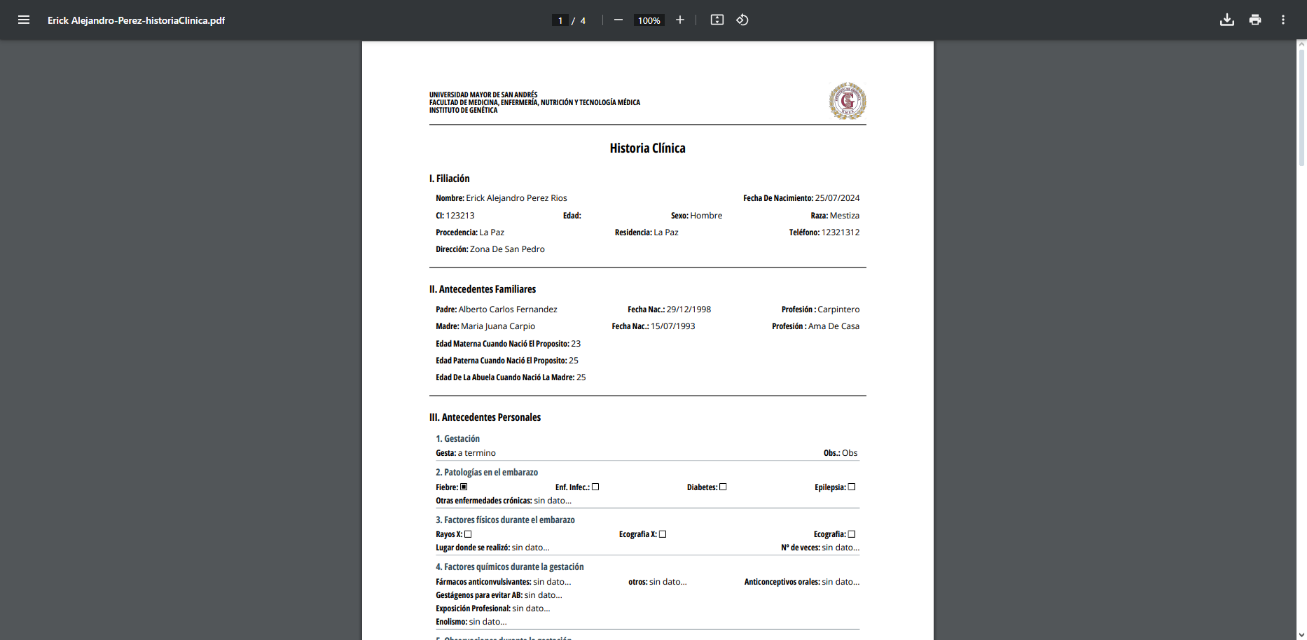 Erick Alejandro-Perez-historiaClinica.pdf
1 / 4
100%
UNIVERSIDAD MAYOR DE SAN ANDRÉS
FACULTAD DE MEDICINA, ENFERMERÍA, NUTRICIÓN Y TECNOLOGÍA MÉDICA
INSTITUTO DE GENÉTICA
Historia Clínica
I. Filiación
Nombre: Erick Alejandro Perez Rios Fecha De Nacimiento: 25/07/2024
CI: 123213 Edad: Sexo: Hombre Raza: Mestiza
Procedencia: La Paz Residencia: La Paz Teléfono: 12321312
Dirección: Zona De San Pedro
II. Antecedentes Familiares
Padre: Alberto Carlos Fernandez Fecha Nac.: 29/12/1998 Profesión : Carpintero
Madre: Maria Juana Carpio Fecha Nac.: 15/07/1993 Profesión : Ama De Casa
Edad Materna Cuando Nació El Proposito: 23
Edad Paterna Cuando Nació El Proposito: 25
Edad De La Abuela Cuando Nació La Madre: 25
III. Antecedentes Personales
1. Gestación
Gesta: a termino Obs.: Obs
2. Patologías en el embarazo
Fiebre: Enf. Infec.: Diabetes: Epilepsia:
Otras enfermedades crónicas: sin dato...
3. Factores físicos durante el embarazo
Rayos X: Ecografia X: Ecografia:
Lugar donde se realizó: sin dato... Nº de veces: sin dato...
4. Factores químicos durante la gestación
Fármacos anticonvulsivantes: sin dato... otros: sin dato... Anticonceptivos orales: sin dato...
Gestágenos para evitar AB: sin dato...
Exposición Profesional: sin dato...
Enolismo: sin dato...